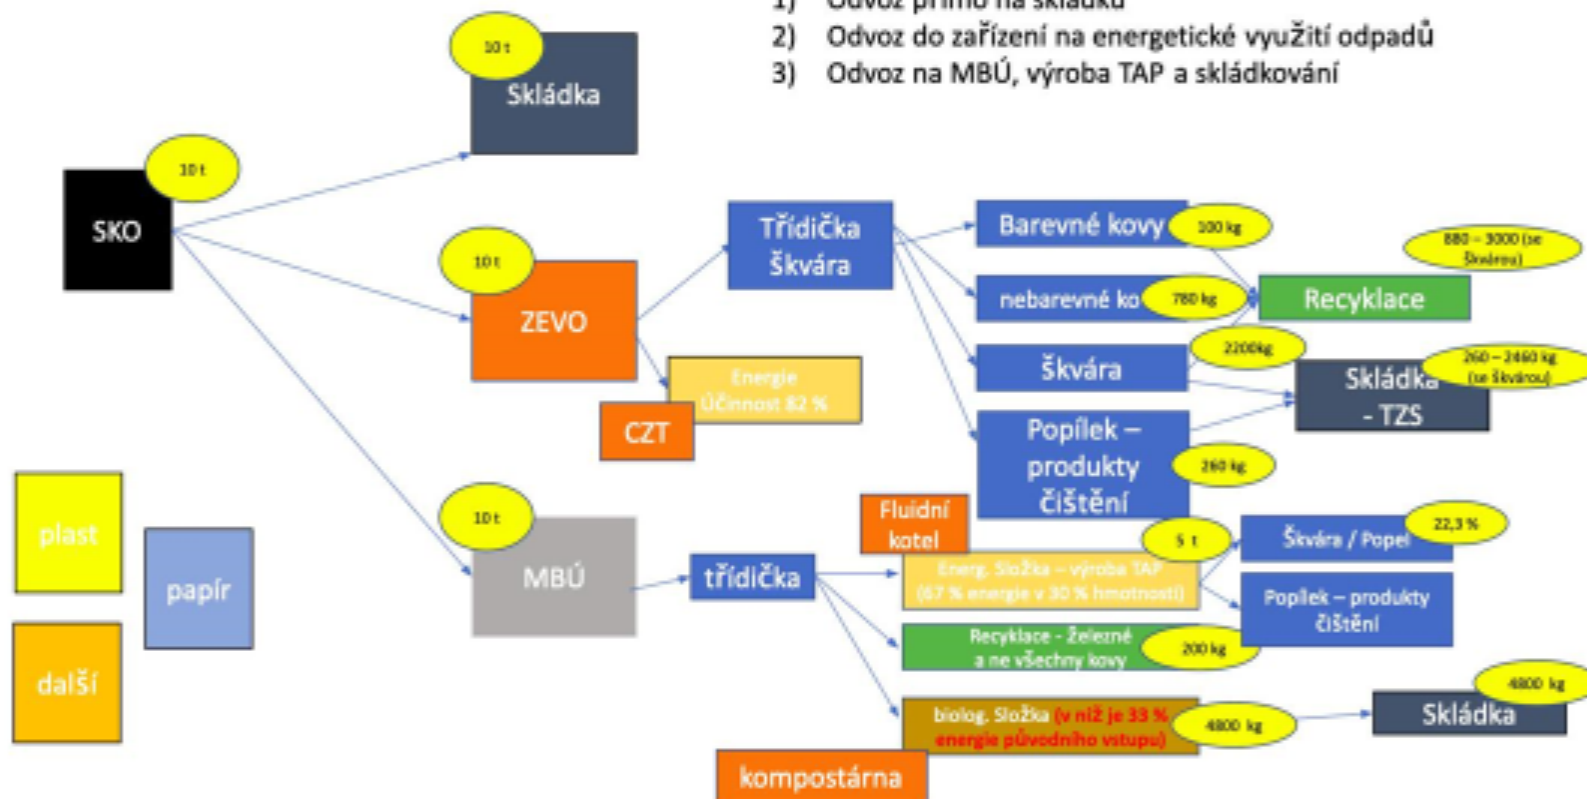 1) Odvoz přímo na skládku
2) Odvoz do zařízení na energetické využití odpadů
3) Odvoz na MBÚ, výroba TAP a skládkování
10 t
Skládka
10 t
SKO
10 t
ZEVO
Třídička
Škvára
Barevné kovy
100 kg
880 – 3000 (se
škvárou)
nebarevné ko
780 kg
Recyklace
2200kg
Škvára
260 – 2460 kg
(se škvárou)
Skládka
- TZS
Energie
Účinnost 82 %
CZT
Popílek –
produkty
čištění
260 kg
10 t
MBÚ
třídička
Fluidní
kotel
5 t
Energ. Složka – výroba TAP
(67 % energie v 30 % hmotnosti)
22,3 %
Škvára / Popel
Popílek – produkty
čištění
Recyklace - Železné
a ne všechny kovy
200 kg
biolog. Složka (v níž je 33 %
energie původního vstupu)
4800 kg
4800 kg
Skládka
kompostárna
plast
papír
další